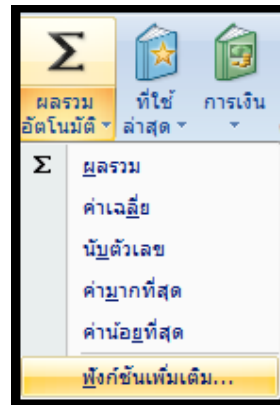 Σ
ผลรวม ที่ใช้ การเงิน
อัตโนมัติ ล่าสุด
Σ ผลรวม
ค่าเฉลี่ย
นับตัวเลข
ค่ามากที่สุด
ค่าน้อยที่สุด
ฟังก์ชันเพิ่มเติม...